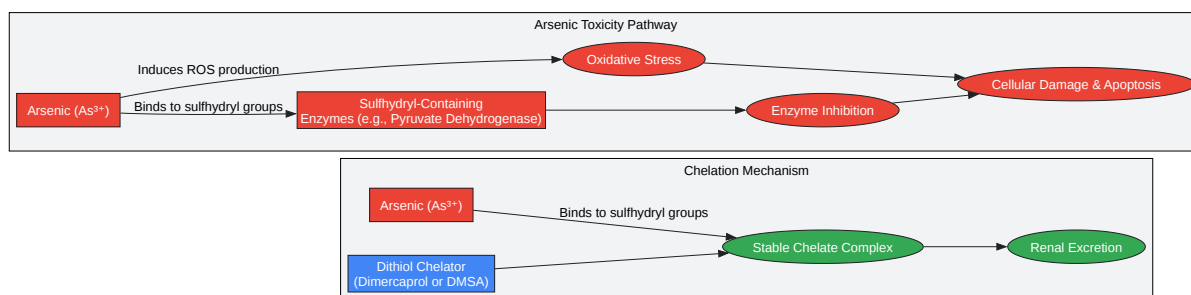 Arsenic Toxicity Pathway
Induces ROS production
Oxidative Stress
Arsenic (As³⁺)
Binds to sulfhydryl groups
Sulfhydryl-Containing
Enzymes (e.g., Pyruvate Dehydrogenase)
Enzyme Inhibition
Cellular Damage & Apoptosis
Chelation Mechanism
Arsenic (As³⁺)
Binds to sulfhydryl groups
Dithiol Chelator
(Dimercaprol or DMSA)
Stable Chelate Complex
Renal Excretion